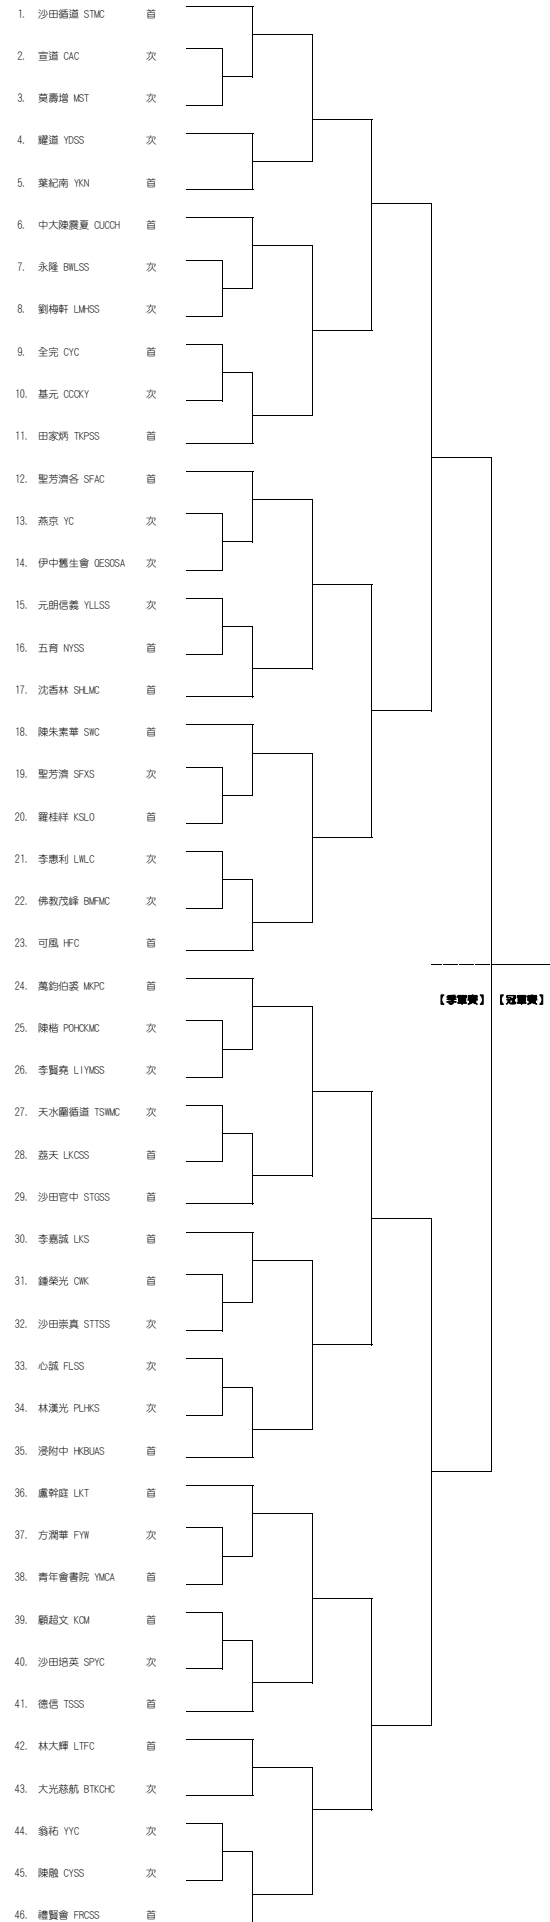 1. 沙田循道 STMC 首
2. 宣道 CAC 次
3. 莫壽增 MST 次
4. 耀道 YDSS 次
5. 葉紀南 YKN 首
6. 中大陳震夏 CUCCH 首
7. 永隆 BWLSS 次
8. 劉梅軒 LMHSS 次
9. 全完 CYC 首
10. 基元 CCCKY 次
11. 田家炳 TKPSS 首
12. 聖芳濟各 SFAC 首
13. 燕京 YC 次
14. 伊中舊生會 QESOSA 次
15. 元朗信義 YLLSS 次
16. 五育 NYSS 首
17. 沈香林 SHLMC 首
18. 陳朱素華 SWC 首
19. 聖芳濟 SFXS 次
20. 羅桂祥 KSLO 首
21. 李惠利 LWLC 次
22. 佛教茂峰 BMFMC 次
23. 可風 HFC 首
【季軍賽】 【冠軍賽】
24. 萬鈞伯裘 MKPC 首
25. 陳楷 POHCKMC 次
26. 李賢堯 LIYMSS 次
27. 天水圍循道 TSWMC 次
28. 荔天 LKCSS 首
29. 沙田官中 STGSS 首
30. 李嘉誠 LKS 首
31. 鍾榮光 CWK 首
32. 沙田崇真 STTSS 次
33. 心誠 FLSS 次
34. 林漢光 PLHKS 次
35. 浸附中 HKBUAS 首
36. 盧幹庭 LKT 首
37. 方潤華 FYW 次
38. 青年會書院 YMCA 首
39. 顧超文 KCM 首
40. 沙田培英 SPYC 次
41. 德信 TSSS 首
42. 林大輝 LTFC 首
43. 大光慈航 BTKCHC 次
44. 翁祐 YYC 次
45. 陳融 CYSS 次
46. 禮賢會 FRCSS 首